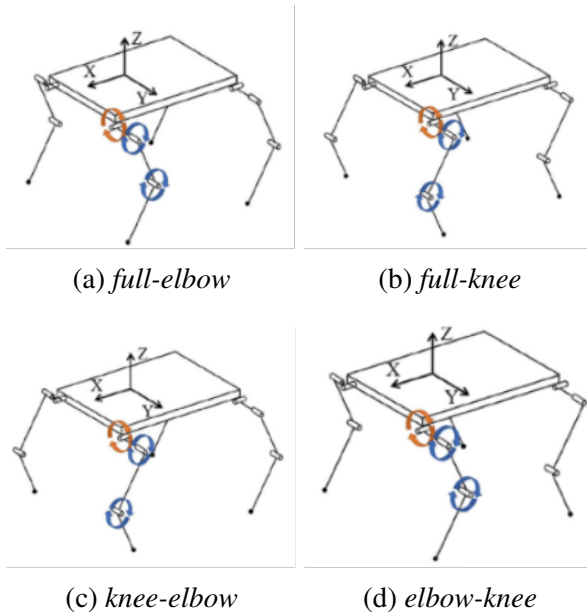 Z
X
Y
Z
X
Y
(a) full-elbow
(b) full-knee
Z
X
Y
Z
X
Y
(c) knee-elbow
(d) elbow-knee